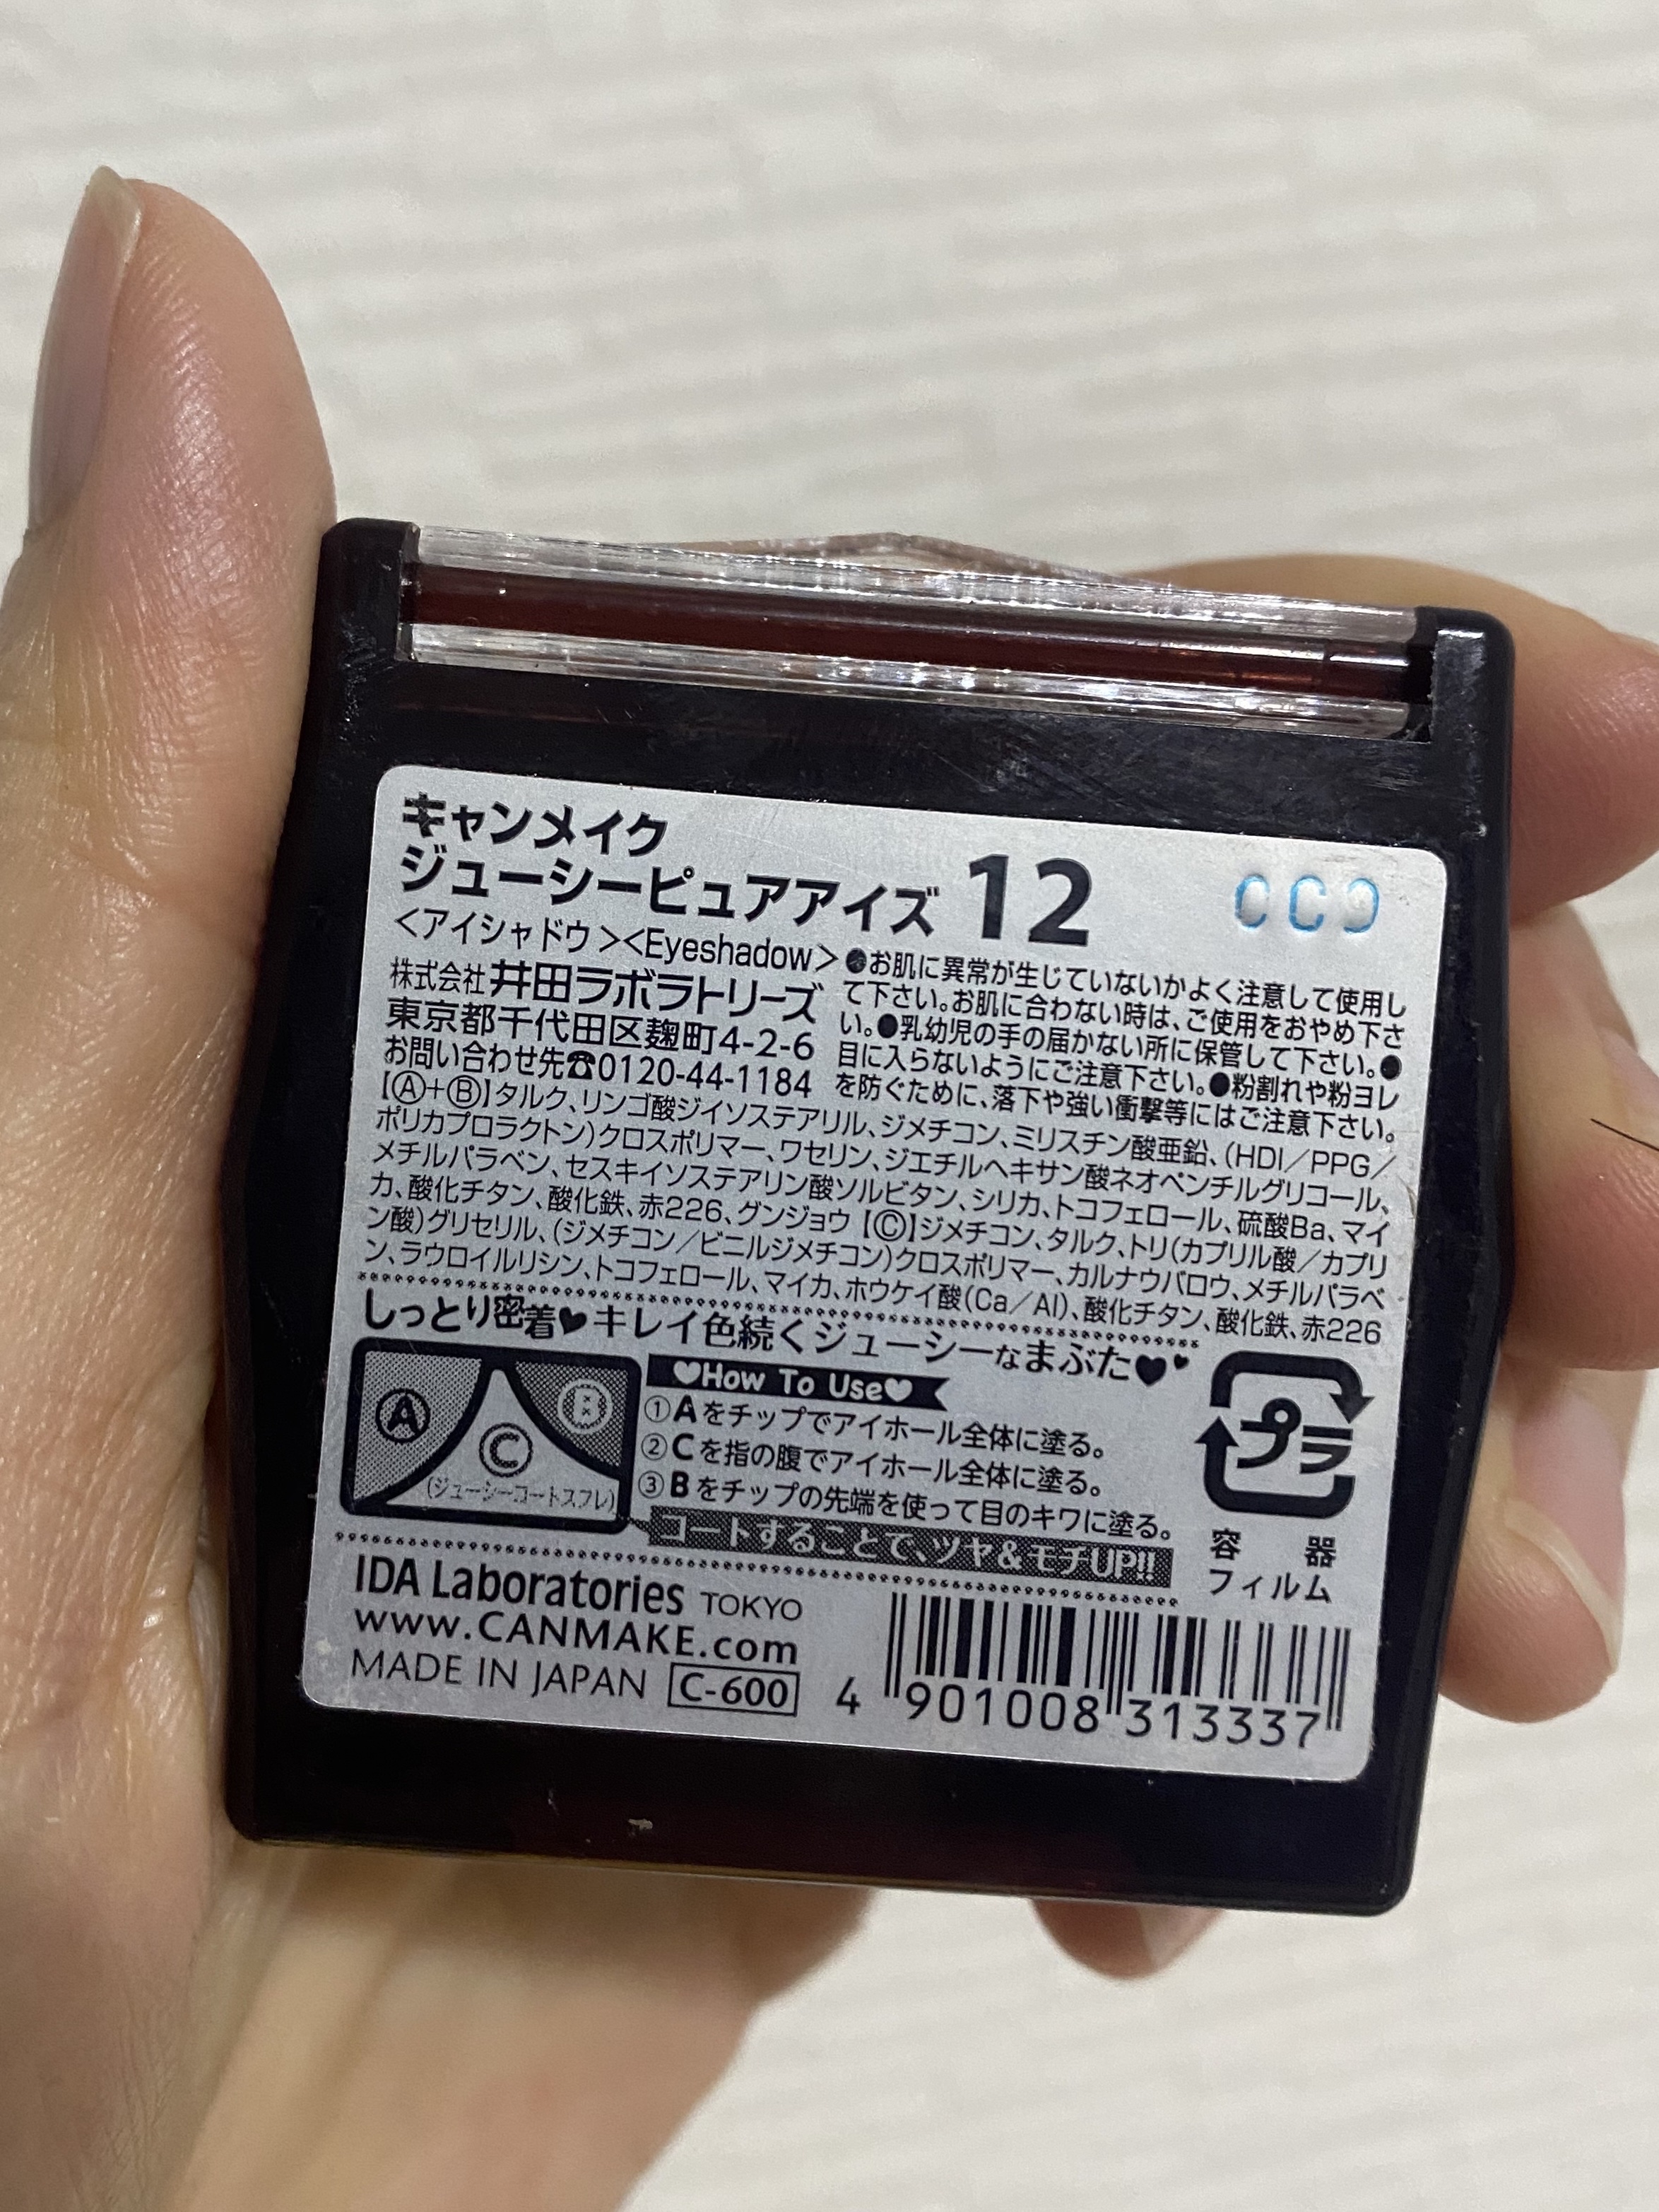 キャンメイク
ジューシーピュアアイズ 12
<アイシャドウ><Eyeshadow>
株式会社 井田ラボラトリーズ
東京都千代田区麹町4-2-6
お問い合わせ先☎0120-44-1184
●お肌に異常が生じていないかよく注意して使用し
て下さい。お肌に合わない時は、ご使用をおやめ下さ
い。●乳幼児の手の届かない所に保管して下さい。●
目に入らないようにご注意下さい。●粉割れや粉ヨレ
を防ぐために、落下や強い衝撃等にはご注意下さい。
【Ⓐ+Ⓑ】タルク、リンゴ酸ジイソステアリル、ジメチコン、ミリスチン酸亜鉛、(HDI/PPG/
ポリカプロラクトン)クロスポリマー、ワセリン、ジエチルヘキサン酸ネオペンチルグリコール、
メチルパラベン、セスキイソステアリン酸ソルビタン、シリカ、トコフェロール、硫酸Ba、マイ
カ、酸化チタン、酸化鉄、赤226、グンジョウ【Ⓒ】ジメチコン、タルク、トリ(カプリル酸/カプリ
ン酸)グリセリル、(ジメチコン/ビニルジメチコン)クロスポリマー、カルナウバロウ、メチルパラベ
ン、ラウロイルリシン、トコフェロール、マイカ、ホウケイ酸(Ca/Al)、酸化チタン、酸化鉄、赤226
しっとり密着♥キレイ色続くジューシーなまぶた♥♥
Ⓐ
Ⓑ
Ⓒ
(ジューシーコートスフレ)
♥How To Use♥
①Aをチップでアイホール全体に塗る。
②Cを指の腹でアイホール全体に塗る。
③Bをチップの先端を使って目のキワに塗る。
コートすることで、ツヤ&モチUP!!
プラ
容器
フィルム
IDA Laboratories TOKYO
www.CANMAKE.com
MADE IN JAPAN C-600
4 901008 313337